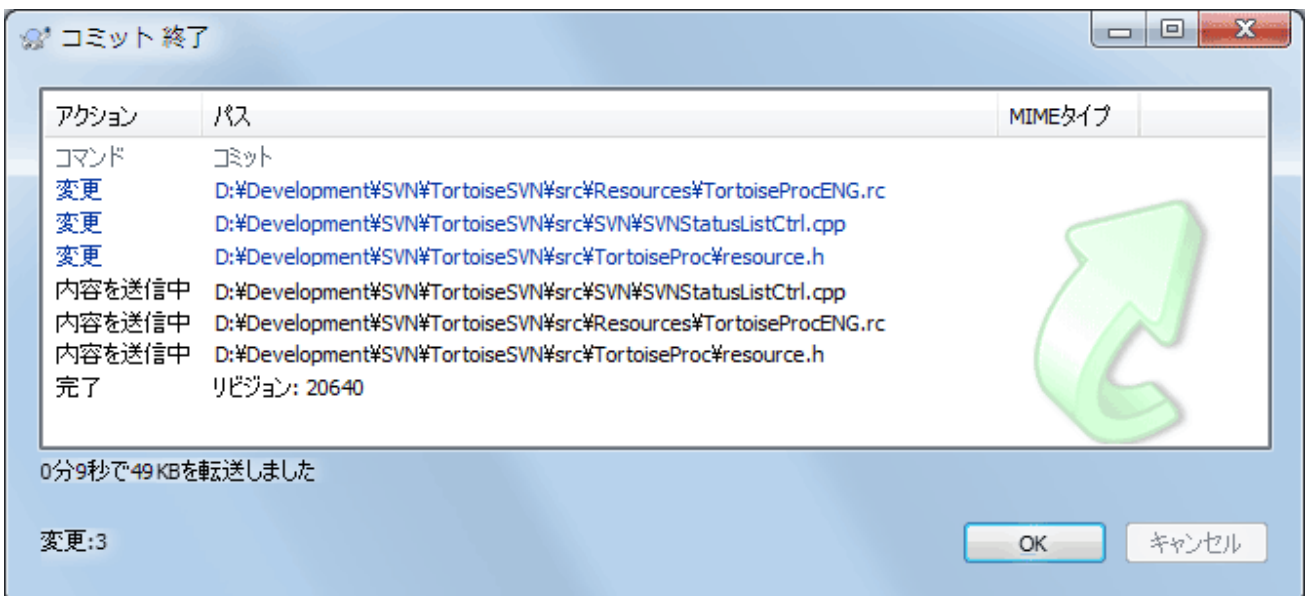 コミット 終了
アクション パス MIMEタイプ
コマンド コミット
変更 D:¥Development¥SVN¥TortoiseSVN¥src¥Resources¥TortoiseProcENG.rc
変更 D:¥Development¥SVN¥TortoiseSVN¥src¥SVN¥SVNStatusListCtrl.cpp
変更 D:¥Development¥SVN¥TortoiseSVN¥src¥TortoiseProc¥resource.h
内容を送信中 D:¥Development¥SVN¥TortoiseSVN¥src¥SVN¥SVNStatusListCtrl.cpp
内容を送信中 D:¥Development¥SVN¥TortoiseSVN¥src¥Resources¥TortoiseProcENG.rc
内容を送信中 D:¥Development¥SVN¥TortoiseSVN¥src¥TortoiseProc¥resource.h
完了 リビジョン: 20640
0分9秒で49KBを転送しました
変更:3 OK キャンセル